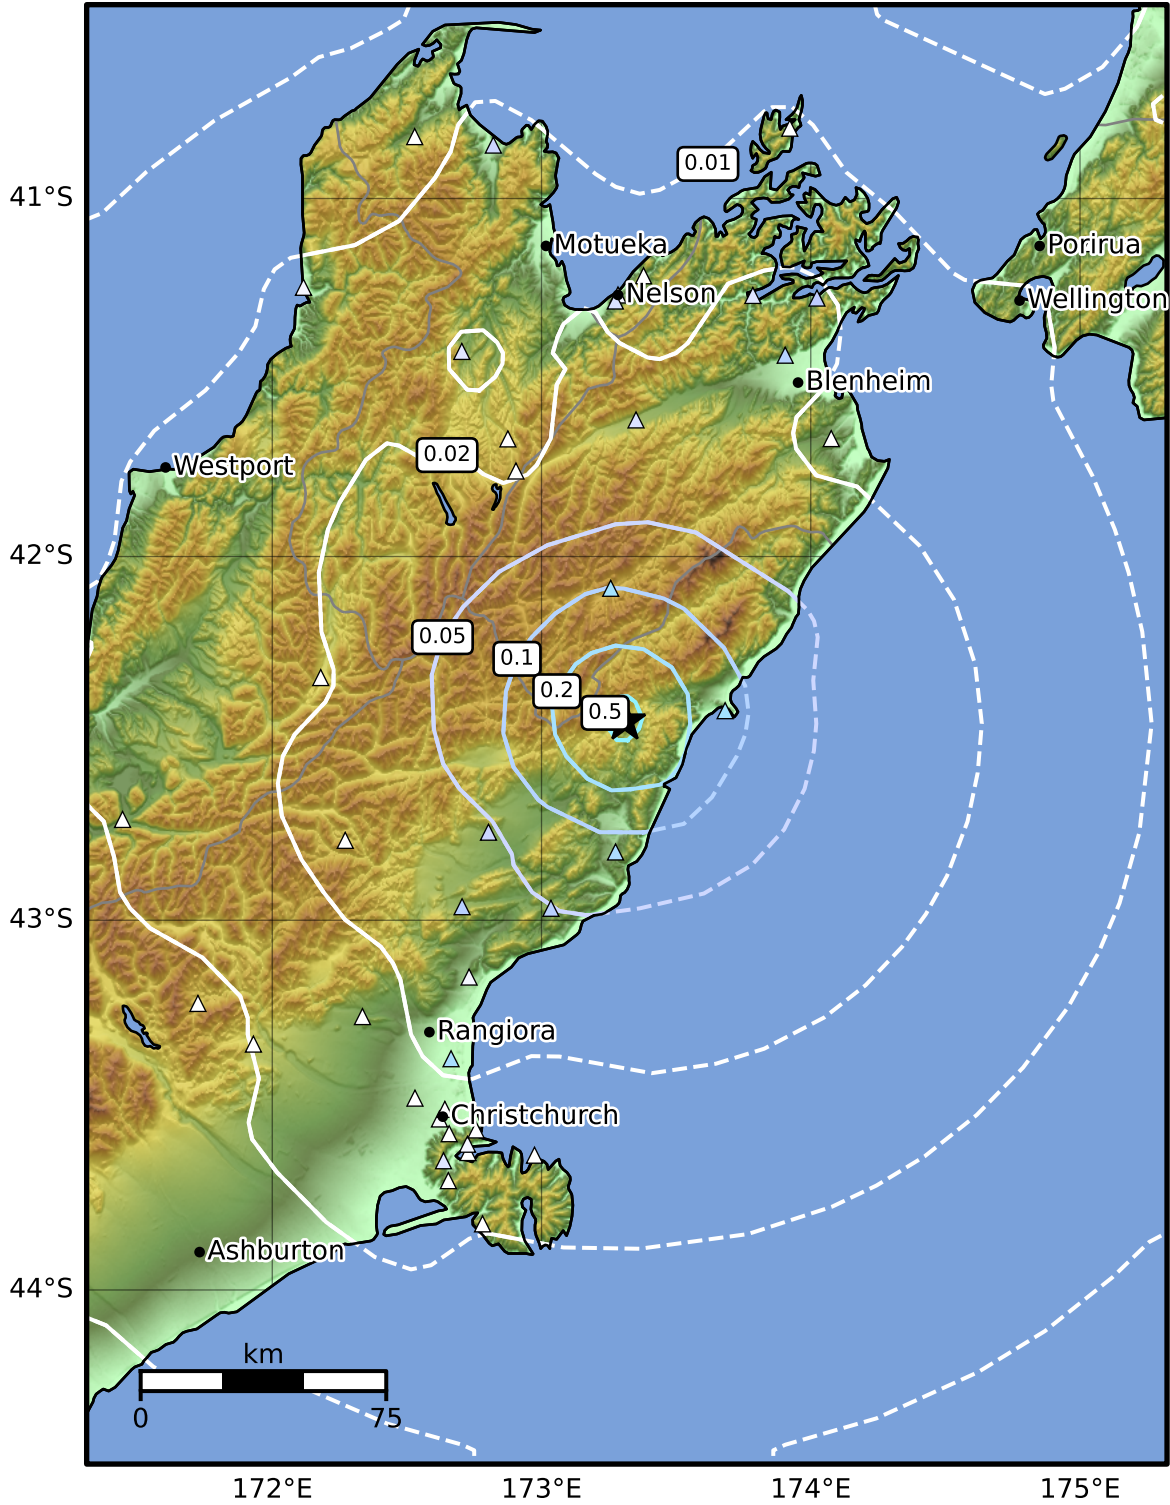 0.01
41°S
Motueka
Porirua
Nelson
Wellington
Blenheim
0.02
Westport
42°S
0.05
0.1
0.2
0.5
43°S
Rangiora
Christchurch
Ashburton
44°S
km
0
75
172°E
173°E
174°E
175°E